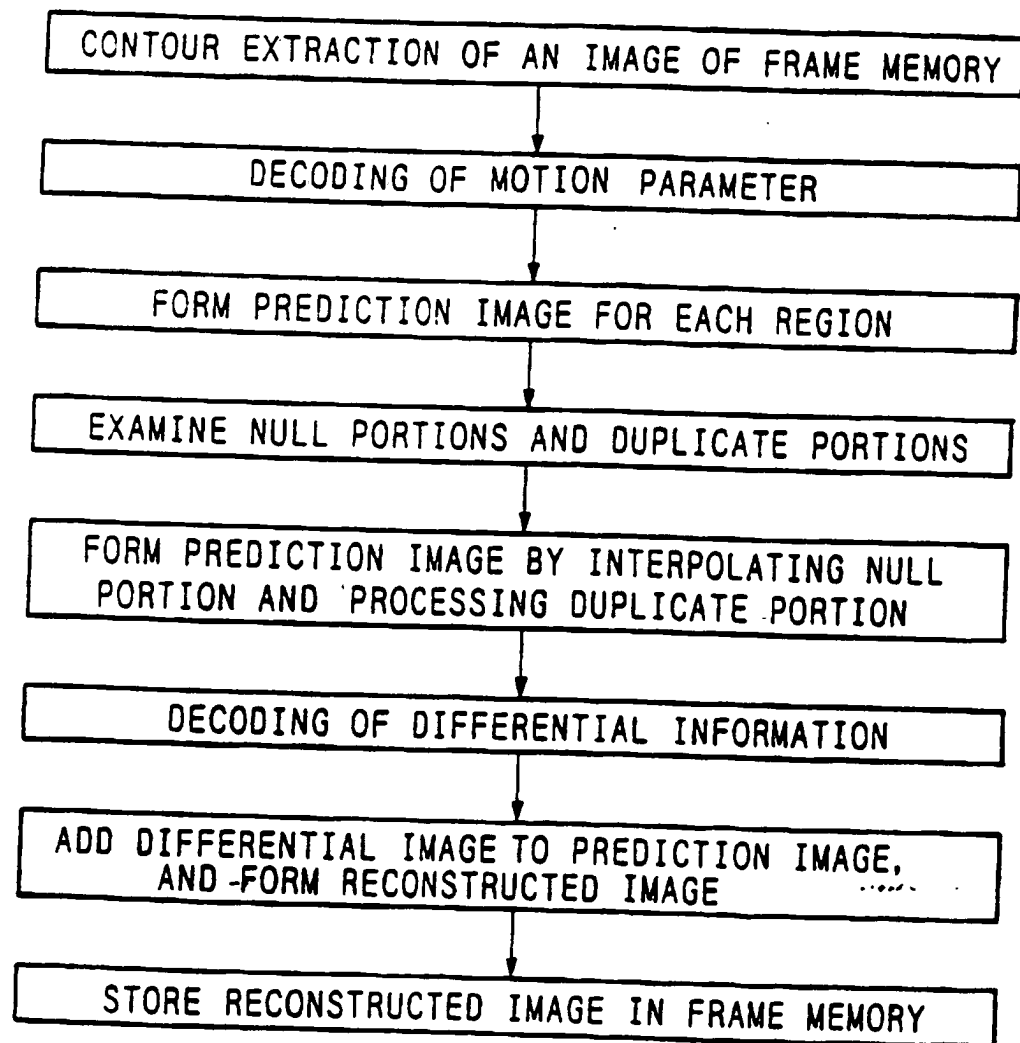 CONTOUR EXTRACTION OF AN IMAGE OF FRAME MEMORY
DECODING OF MOTION PARAMETER
FORM PREDICTION IMAGE FOR EACH REGION
EXAMINE NULL PORTIONS AND DUPLICATE PORTIONS
FORM PREDICTION IMAGE BY INTERPOLATING NULL
PORTION AND PROCESSING DUPLICATE PORTION
DECODING OF DIFFERENTIAL INFORMATION
ADD DIFFERENTIAL IMAGE TO PREDICTION IMAGE,
AND FORM RECONSTRUCTED IMAGE
STORE RECONSTRUCTED IMAGE IN FRAME MEMORY